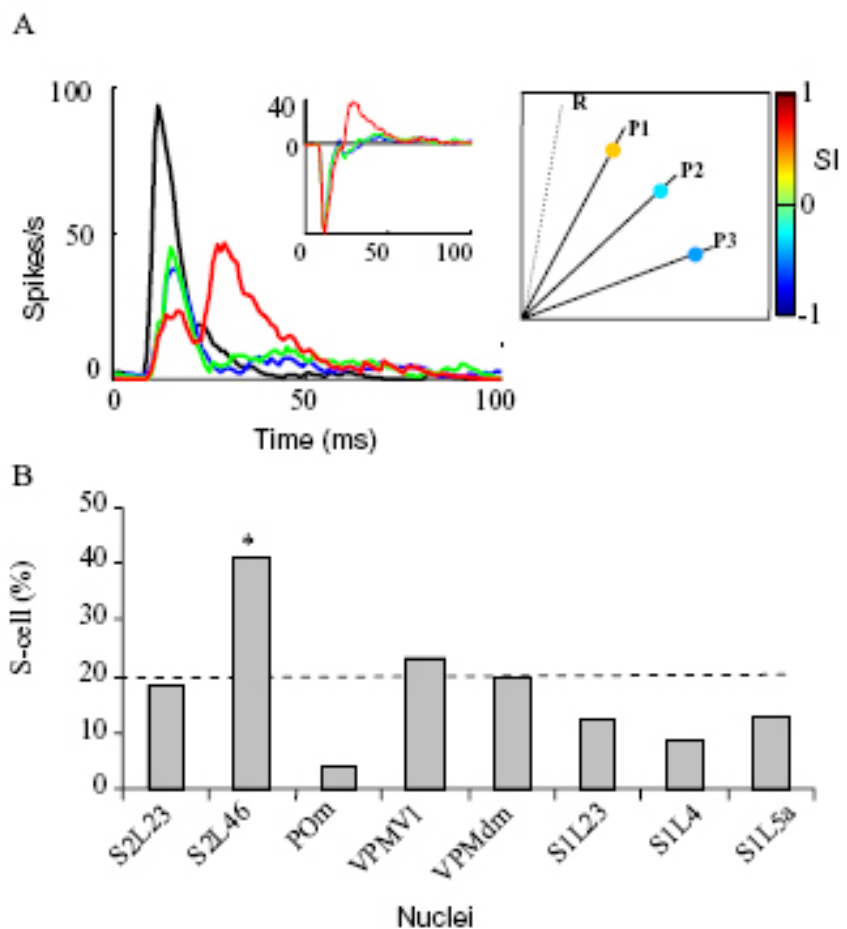 A
100
50
0
Spikes/s
0
50
100
Time (ms)
40
0
0
50
100
R
P1
P2
P3
1
0
-1
SI
B
50
40
30
20
10
0
S-cell (%)
*
S2L23
S2L46
POm
VPMVl
VPMdm
S1L23
S1L4
S1L5a
Nuclei